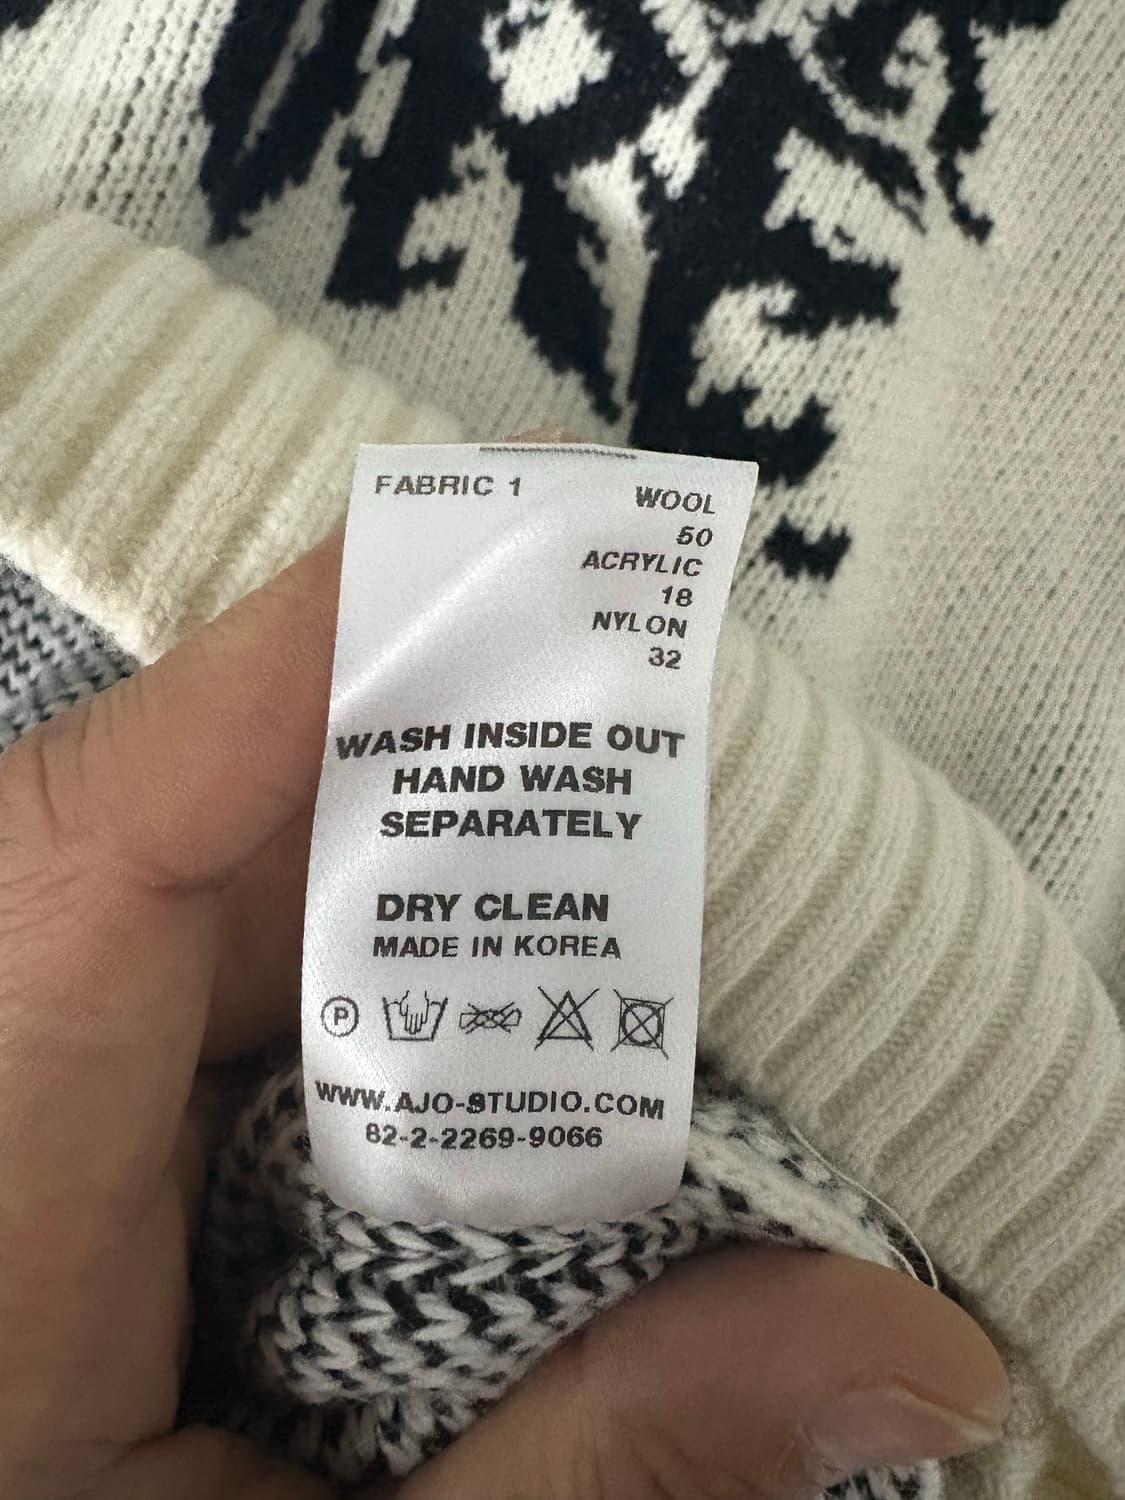 FABRIC 1
WOOL
50
ACRYLIC
18
NYLON
32
WASH INSIDE OUT
HAND WASH
SEPARATELY
DRY CLEAN
MADE IN KOREA
P
WWW.AJO-STUDIO.COM
82-2-2269-9066